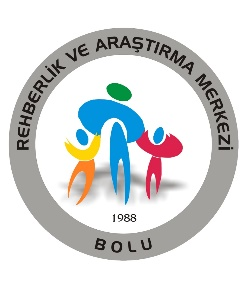 REHBERLİK VE ARAŞTIRMA MERKEZİ
1988
BOLU